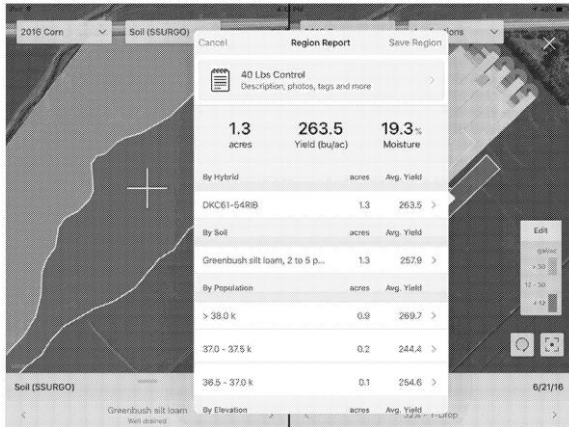 2016 Corn
Soil (SSURGO)
Cancel
Region Report
Save Region
40 Lbs Control
Description, photos, tags and more
1.3
263.5
19.3%
acres
Yield (bu/ac)
Moisture
By Hybrid
acres
Avg. Yield
DKC61-54RIB
1.3
263.5
By Soil
acres
Avg. Yield
Greenbush silt loam, 2 to 5 p...
1.3
257.9
By Population
acres
Avg. Yield
> 38.0 k
0.9
269.7
37.0 - 37.5 k
0.2
244.4
36.5 - 37.0 k
0.1
254.6
By Elevation
acres
Avg. Yield
Edit
gal/ac
> 30
12 - 30
< 12
Soil (SSURGO)
6/21/16
Greenbush silt loam
Well drained
32% - Y-Drop